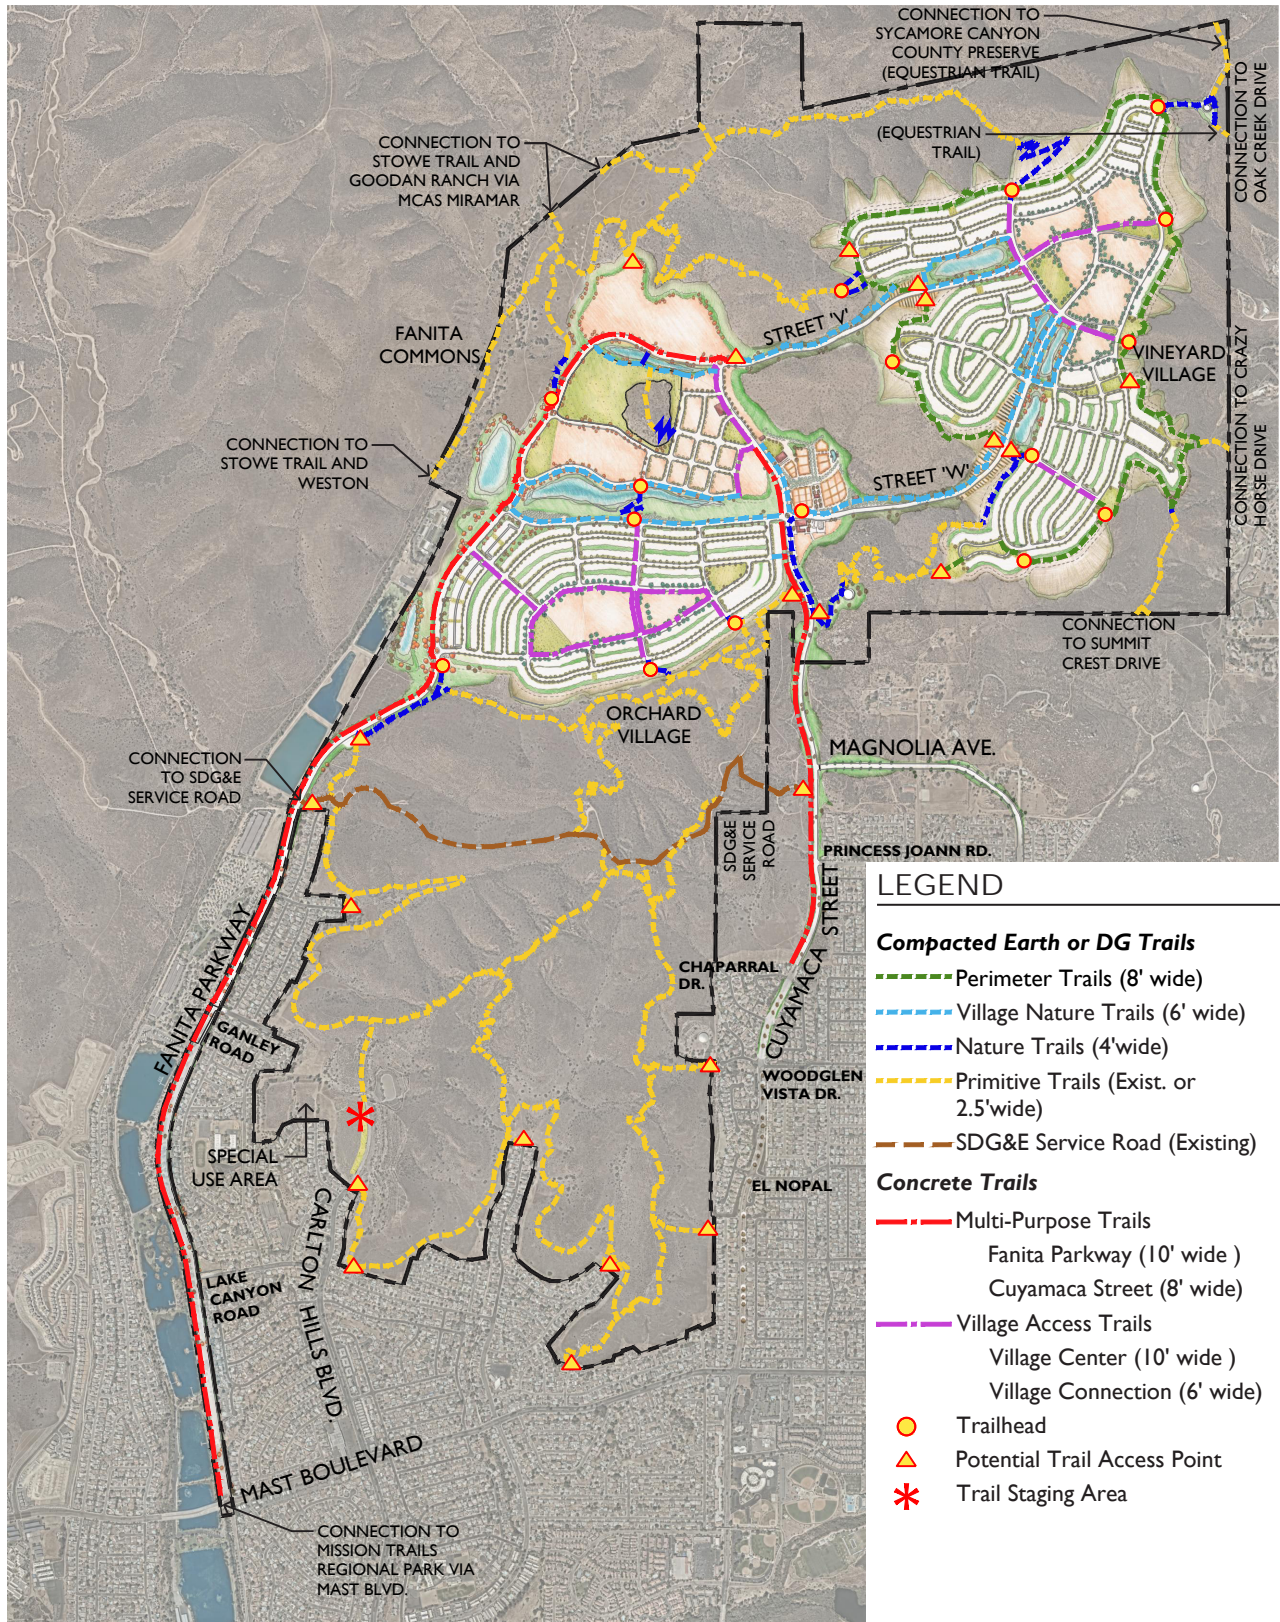 CONNECTION TO
SYCAMORE CANYON
COUNTY PRESERVE
(EQUESTRIAN TRAIL)
CONNECTION TO
OAK CREEK DRIVE
(EQUESTRIAN
TRAIL)
CONNECTION TO
STOWE TRAIL AND
GOODAN RANCH VIA
MCAS MIRAMAR
FANITA
COMMONS
STREET 'V'
VINEYARD
VILLAGE
CONNECTION TO CRAZY
HORSE DRIVE
CONNECTION TO
STOWE TRAIL AND
WESTON
STREET 'W'
CONNECTION
TO SUMMIT
CREST DRIVE
ORCHARD
VILLAGE
MAGNOLIA AVE.
CONNECTION
TO SDG&E
SERVICE ROAD
SDG&E
SERVICE
ROAD
PRINCESS JOANN RD.
CUYAMACA STREET
CHAPARRAL
DR.
FANITA PARKWAY
GANLEY
ROAD
WOODGLEN
VISTA DR.
SPECIAL
USE AREA
EL NOPAL
CARLTON HILLS BLVD.
LAKE
CANYON
ROAD
MAST BOULEVARD
CONNECTION TO
MISSION TRAILS
REGIONAL PARK VIA
MAST BLVD.
LEGEND
Compacted Earth or DG Trails
Perimeter Trails (8' wide)
Village Nature Trails (6' wide)
Nature Trails (4'wide)
Primitive Trails (Exist. or
2.5'wide)
SDG&E Service Road (Existing)
Concrete Trails
Multi-Purpose Trails
Fanita Parkway (10' wide )
Cuyamaca Street (8' wide)
Village Access Trails
Village Center (10' wide )
Village Connection (6' wide)
Trailhead
Potential Trail Access Point
Trail Staging Area